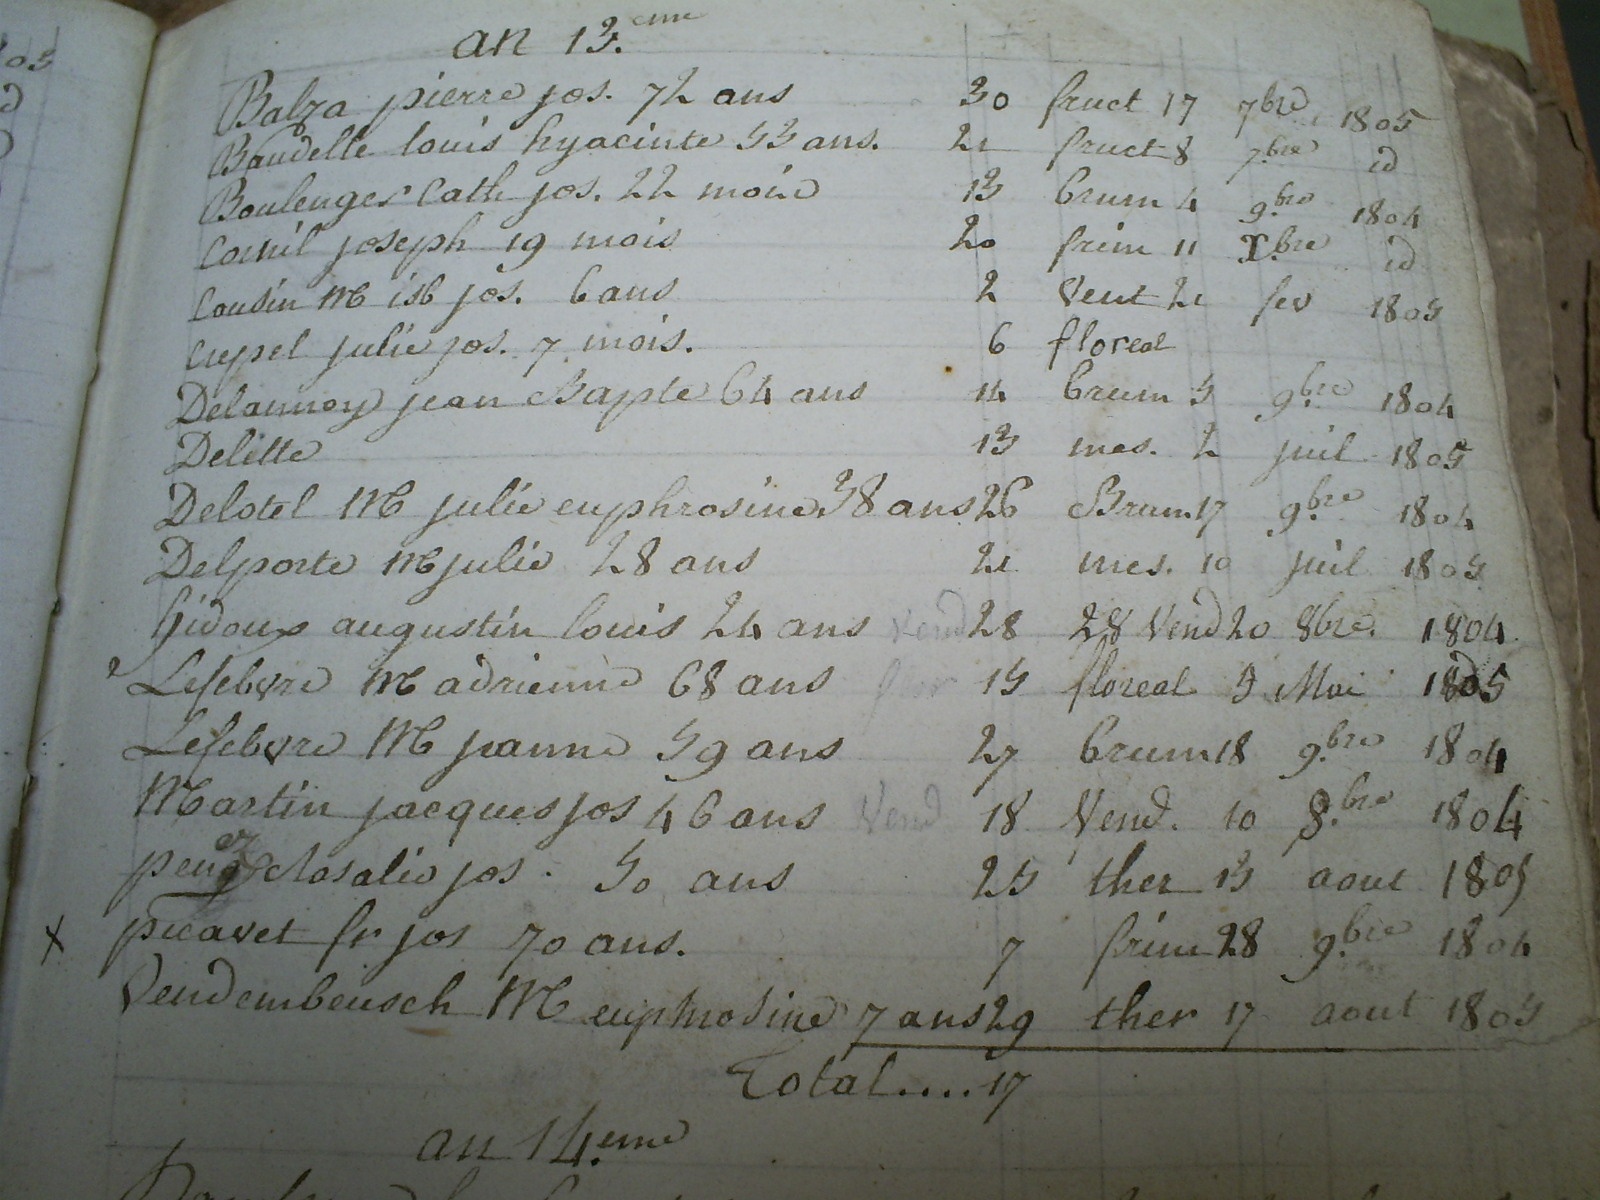 an 13.eme
Balza pierre jos. 72 ans 30 fruct 17 7bre 1805
Baudelle louis hyacinte 53 ans. 21 fruct 8 7bre id
Boulenger Cath jos. 22 mois 13 brum 4 9.bre 1804
Cornil joseph 19 mois 20 frim 11 X.bre id
Cousin M isb jos. 6 ans 2 Vent 21 fev 1805
Crepel julie jos. 7 mois. 6 floreal
Delannoy jean Bapte 64 ans 14 brum 5 9.bre 1804
Delitte 13 mes. 2 juil 1805
Delotel M julie euphrosine 38 ans 26 Brum. 17 9.bre 1804
Delporte M julie 28 ans 21 mes. 10 juil 1805
Gidoux augustin louis 24 ans Vend 28 28 Vend 20 8bre. 1804
Lefebvre M adrienne 68 ans flor 15 floreal 5 Mai 1805
Lefebvre M jeanne 59 ans 27 brum 18 9.bre 1804
Martin jacques jos 46 ans Vend 18 Vend. 10 8.bre 1804
Rosalie jos. 50 ans 25 ther 13 aout 1805
x picavet fr jos 70 ans. 7 frim 28 9.bre 1804
Vendembeusch M euphrosine 7 ans 29 ther 17 aout 1805
Total.... 17
an 14.eme